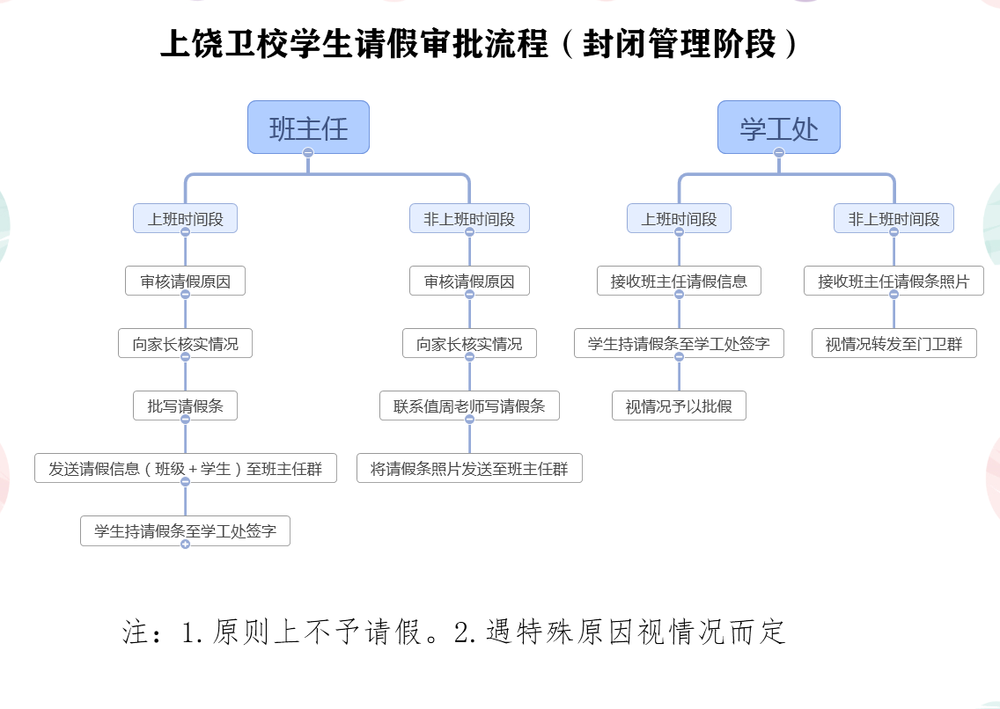 上饶卫校学生请假审批流程（封闭管理阶段）
班主任
学工处
上班时间段
非上班时间段
上班时间段
非上班时间段
审核请假原因
审核请假原因
接收班主任请假信息
接收班主任请假条照片
向家长核实情况
向家长核实情况
学生持请假条至学工处签字
视情况转发至门卫群
批写请假条
联系值周老师写请假条
视情况予以批假
发送请假信息（班级＋学生）至班主任群
将请假条照片发送至班主任群
学生持请假条至学工处签字
注：1.原则上不予请假。2.遇特殊原因视情况而定